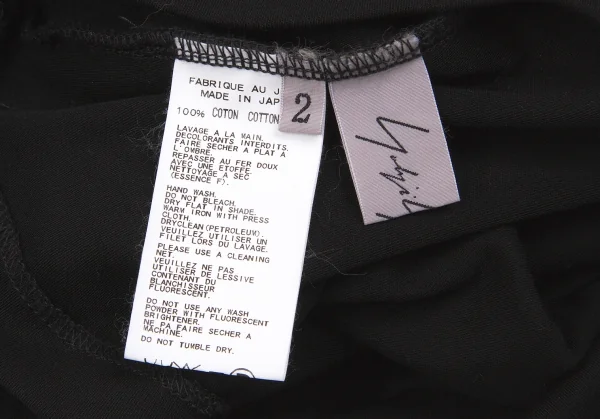 FABRIQUE AU
MADE IN JAP
100% COTON COTTON
2
LAVAGE A LA MAIN.
DECOLORANTS INTERDITS.
FAIRE SECHER A PLAT A
L'OMBRE.
REPASSER AU FER DOUX
AVEC UNE ETOFFE.
NETTOYAGE A SEC
(ESSENCE F).
HAND WASH.
DO NOT BLEACH.
DRY FLAT IN SHADE.
WARM IRON WITH PRESS
CLOTH.
DRYCLEAN(PETROLEUM).
VEUILLEZ UTILISER UN
FILET LORS DU LAVAGE.
PLEASE USE A CLEANING
NET.
VEUILLEZ NE PAS
UTILISER DE LESSIVE
CONTENANT DU
BLANCHISSEUR
FLUORESCENT.
DO NOT USE ANY WASH
POWDER WITH FLUORESCENT
BRIGHTENER.
NE PA FAIRE SECHER A
MACHINE.
DO NOT TUMBLE DRY.